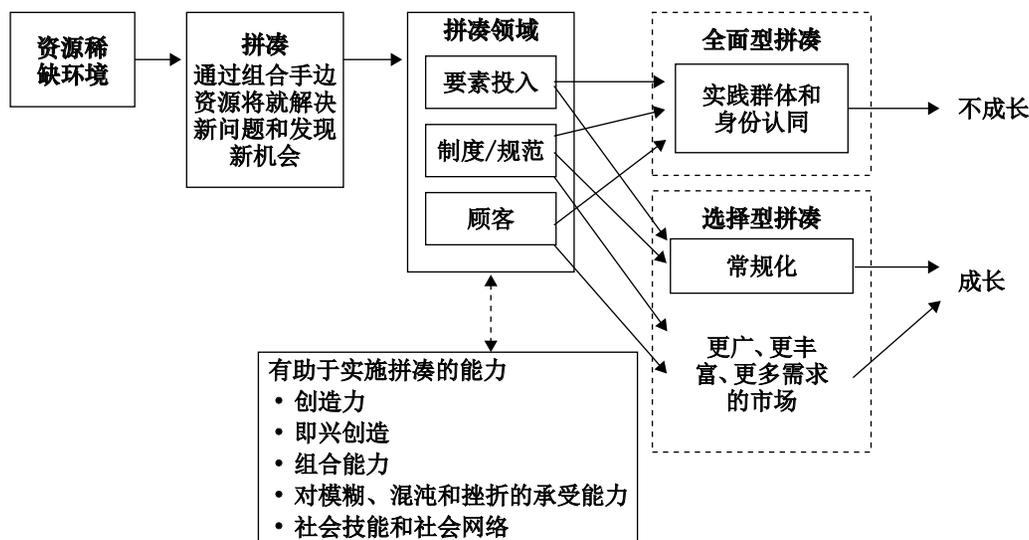 资源稀
缺环境
拼凑
通过组合手边
资源将就解决
新问题和发现
新机会
拼凑领域
要素投入
制度/规范
顾客
全面型拼凑
实践群体和
身份认同
不成长
选择型拼凑
常规化
更广、更丰
富、更多需求
的市场
成长
有助于实施拼凑的能力
• 创造力
• 即兴创造
• 组合能力
• 对模糊、混沌和挫折的承受能力
• 社会技能和社会网络